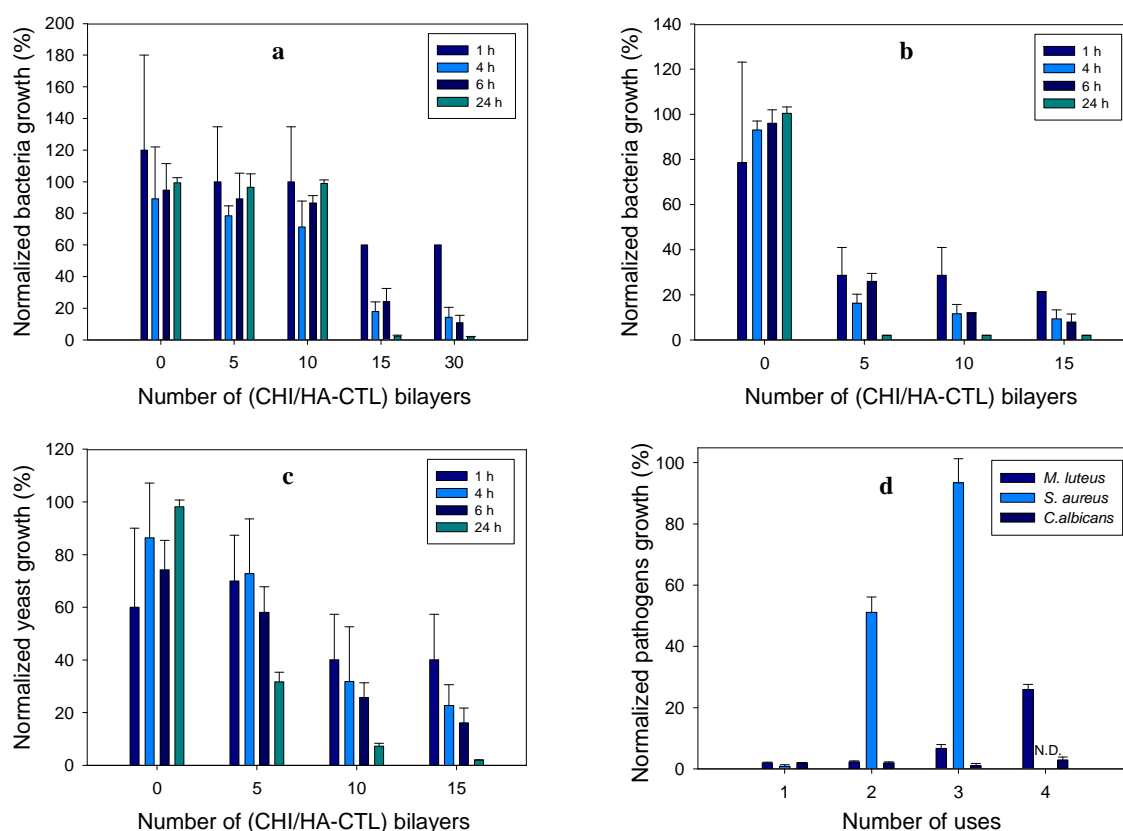 a
Normalized bacteria growth (%)
200
180
160
140
120
100
80
60
40
20
0
1 h
4 h
6 h
24 h
0 5 10 15 30
Number of (CHI/HA-CTL) bilayers
b
Normalized bacteria growth (%)
140
120
100
80
60
40
20
0
1 h
4 h
6 h
24 h
0 5 10 15
Number of (CHI/HA-CTL) bilayers
c
Normalized yeast growth (%)
120
100
80
60
40
20
0
1 h
4 h
6 h
24 h
0 5 10 15
Number of (CHI/HA-CTL) bilayers
d
Normalized pathogens growth (%)
100
80
60
40
20
0
M. luteus
S. aureus
C.albicans
N.D.
1 2 3 4
Number of uses